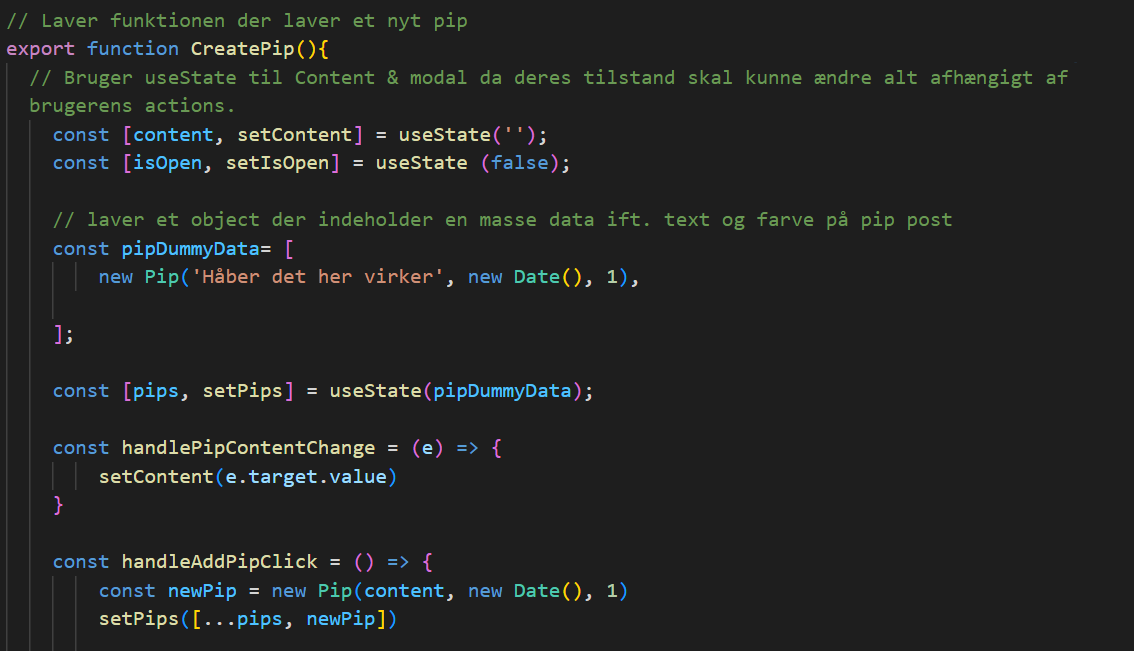 // Laver funktionen der laver et nyt pip
export function CreatePip(){
// Bruger useState til Content & modal da deres tilstand skal kunne ændre alt afhængigt af
brugerens actions.
const [content, setContent] = useState('');
const [isOpen, setIsOpen] = useState (false);
// laver et object der indeholder en masse data ift. text og farve på pip post
const pipDummyData= [
new Pip('Håber det her virker', new Date(), 1),
];
const [pips, setPips] = useState(pipDummyData);
const handlePipContentChange = (e) => {
setContent(e.target.value)
}
const handleAddPipClick = () => {
const newPip = new Pip(content, new Date(), 1)
setPips([...pips, newPip])